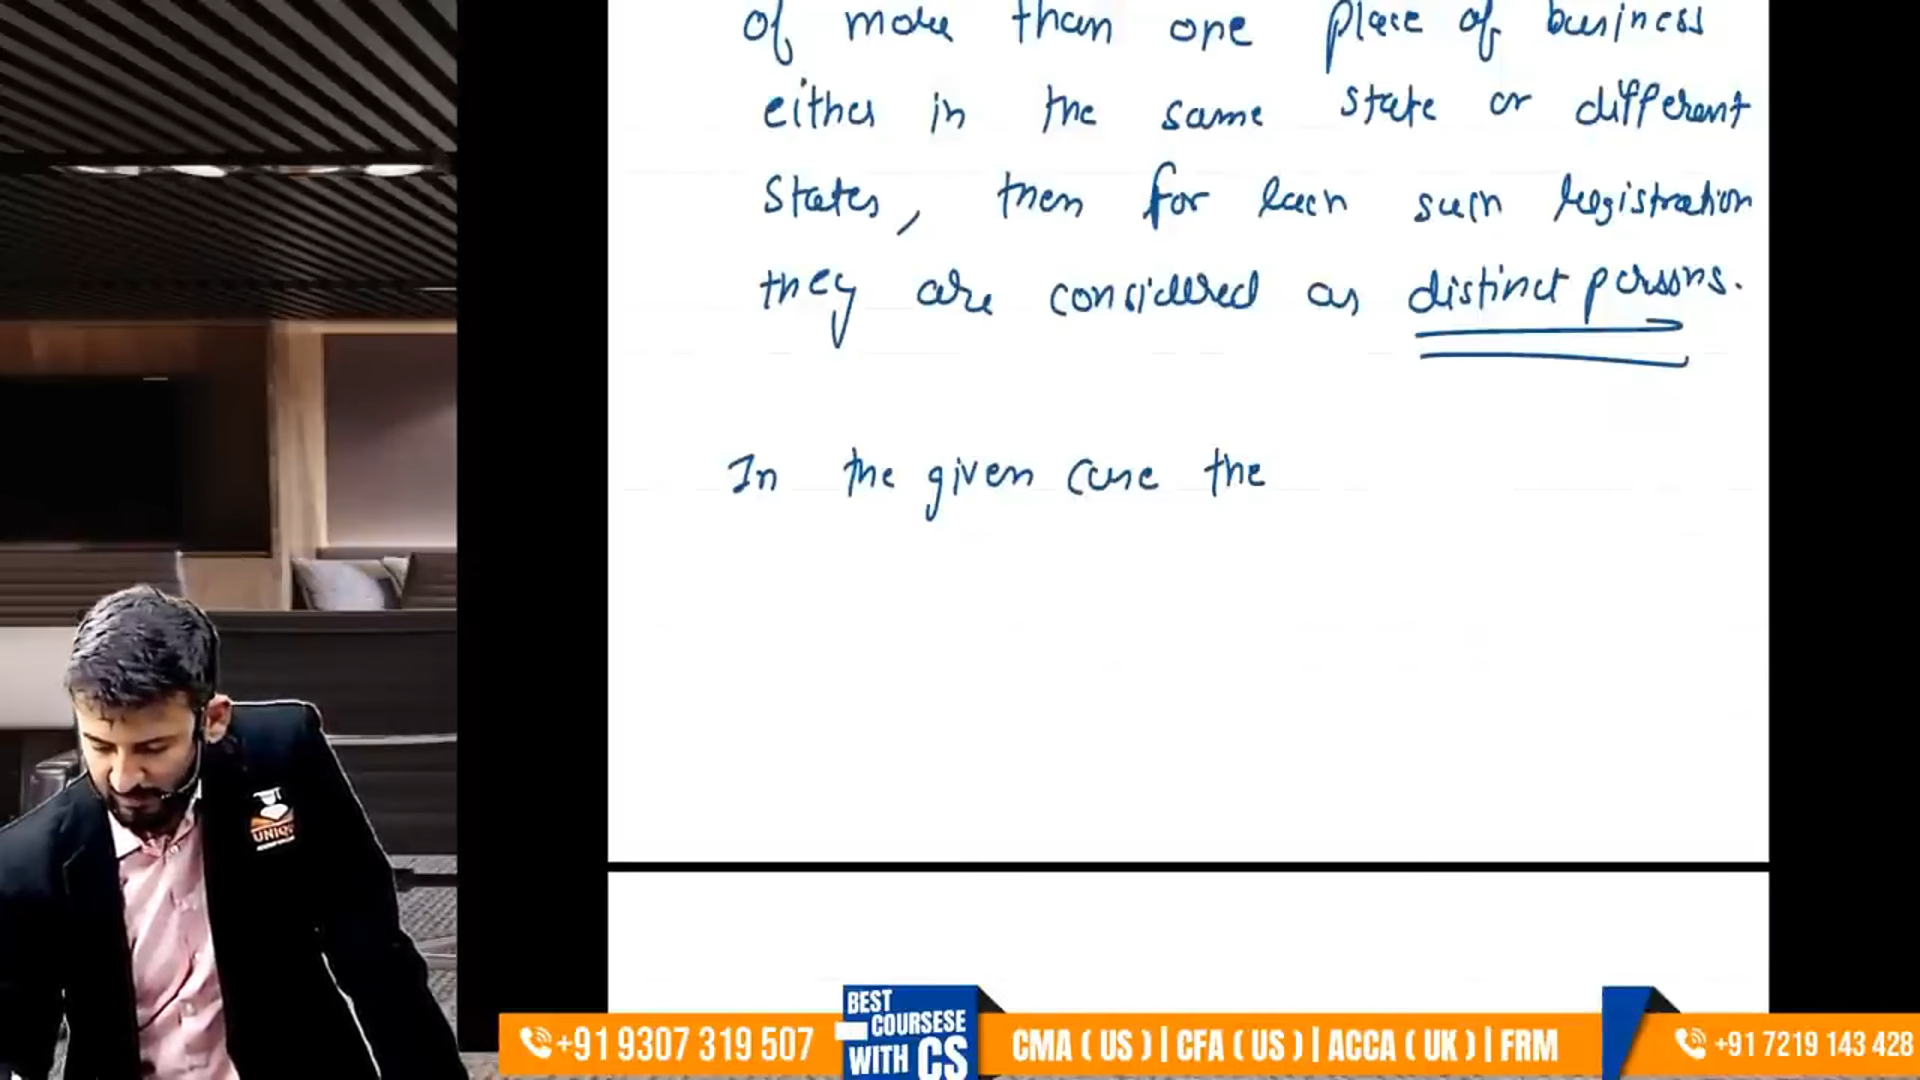 of more than one place of business
either in the same state or different
States, then for each such registration
they are considered as distinct persons.
In the given case the
UNIQ
BEST
COURSESE
WITH CS
+91 9307 319 507
CMA ( US ) | CFA ( US ) | ACCA ( UK ) | FRM
+91 7219 143 428